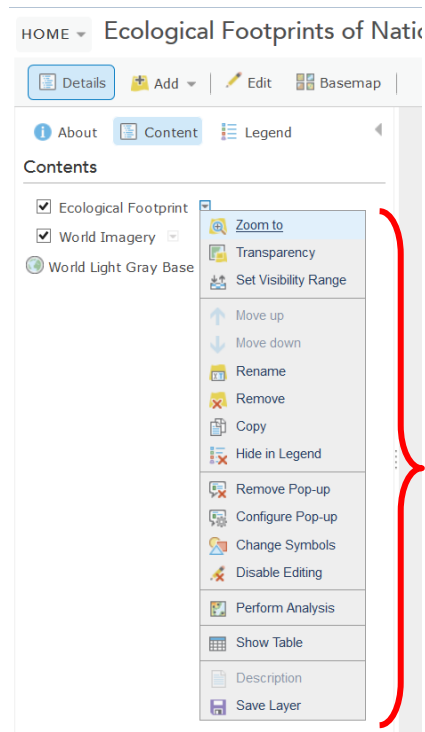 HOME Ecological Footprints of
Details Add Edit Basemap
About Content Legend
Contents
Ecological Footprint
World Imagery
World Light Gray Base
Zoom to
Transparency
Set Visibility Range
Move up
Move down
Rename
Remove
Copy
Hide in Legend
Remove Pop-up
Configure Pop-up
Change Symbols
Disable Editing
Perform Analysis
Show Table
Description
Save Layer